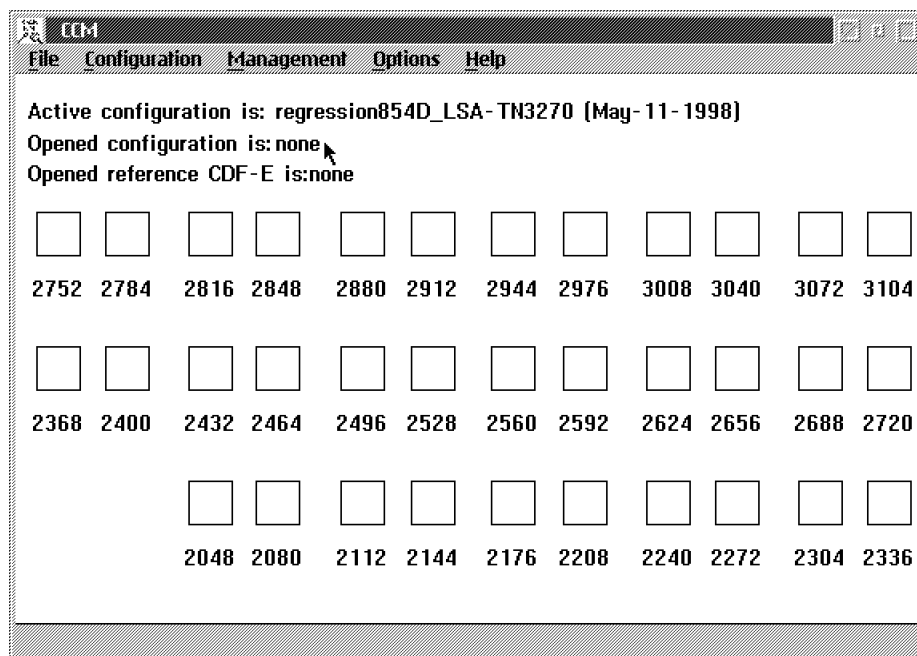 CCM
File Configuration Management Options Help
Active configuration is: regression854D_LSA-TN3270 (May-11-1998)
Opened configuration is: none
Opened reference CDF-E is:none
2752 2784 2816 2848 2880 2912 2944 2976 3008 3040 3072 3104
2368 2400 2432 2464 2496 2528 2560 2592 2624 2656 2688 2720
2048 2080 2112 2144 2176 2208 2240 2272 2304 2336